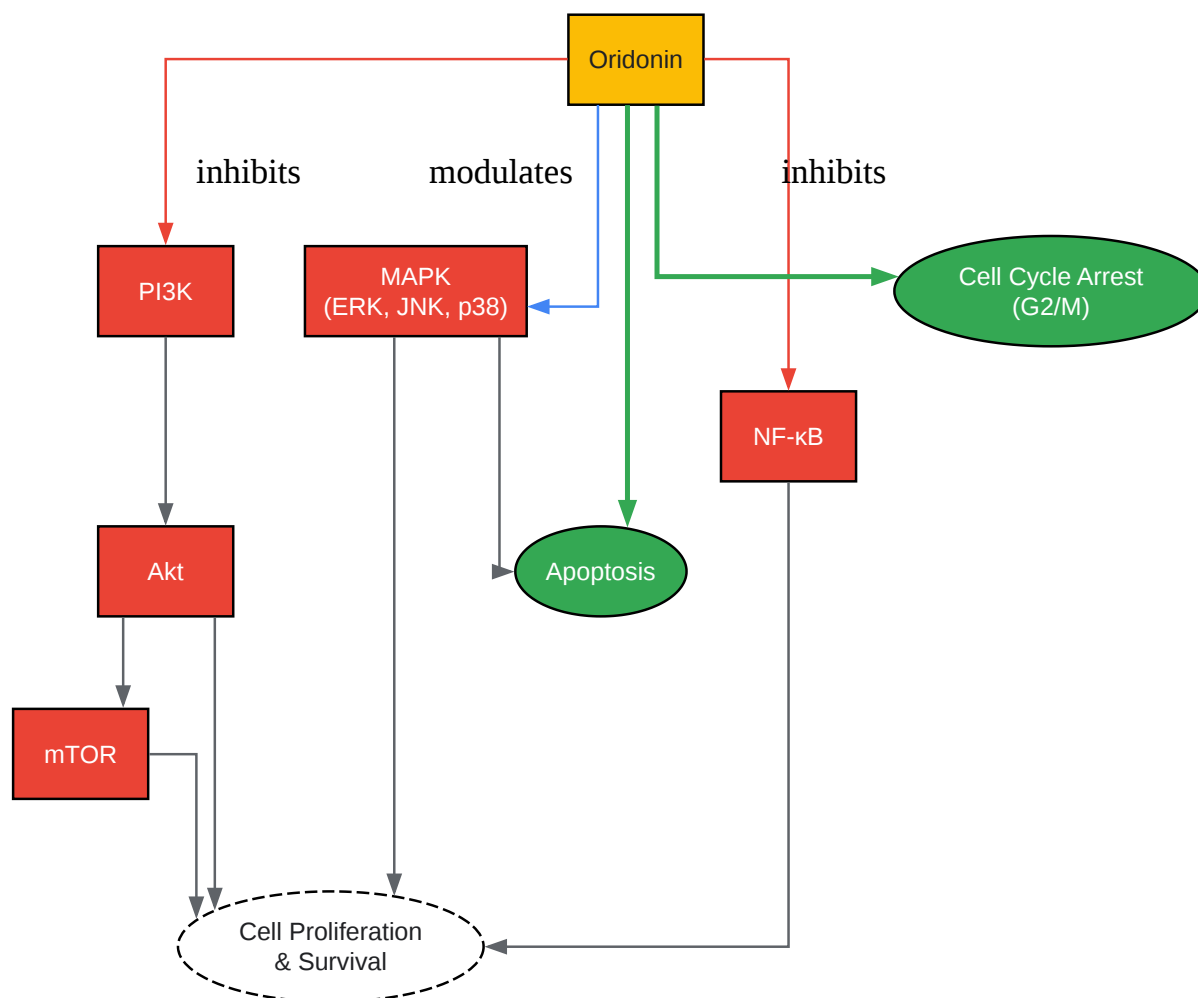 Oridonin
inhibits
modulates
inhibits
PI3K
MAPK
(ERK, JNK, p38)
Cell Cycle Arrest
(G2/M)
NF-κB
Akt
Apoptosis
mTOR
Cell Proliferation
& Survival